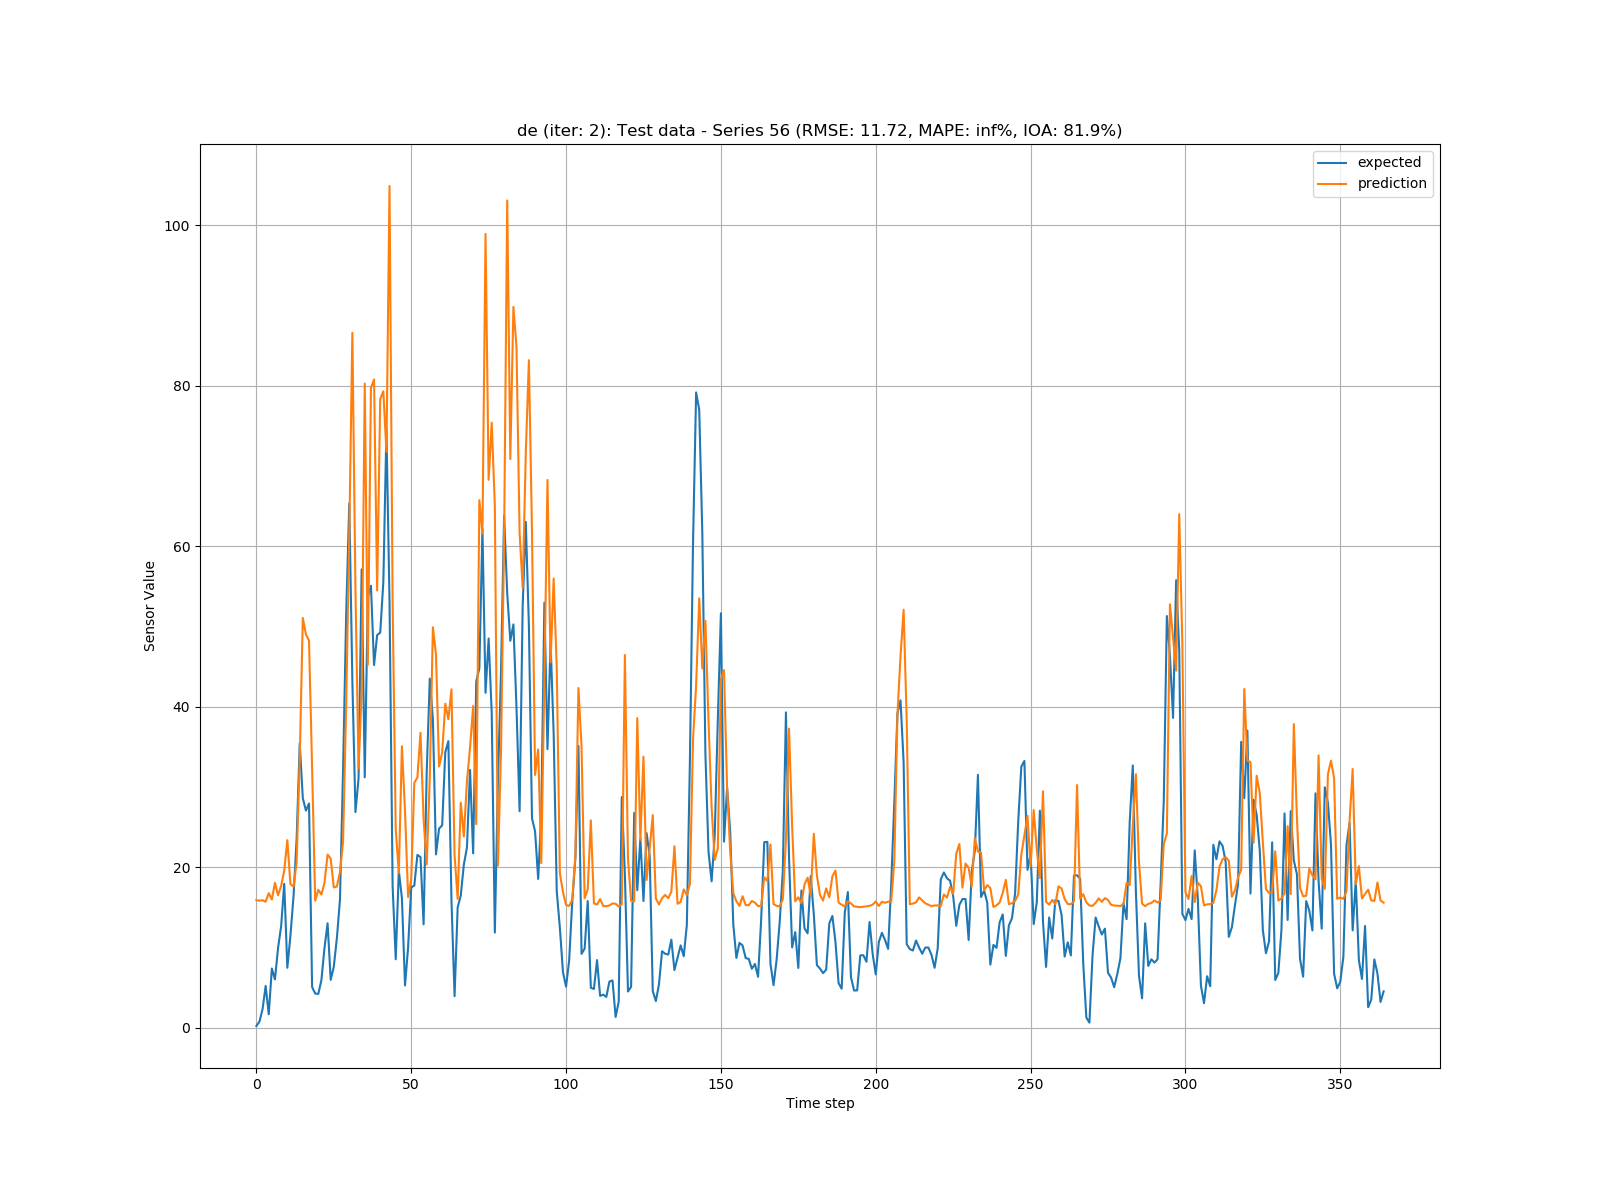 de (iter: 2): Test data - Series 56 (RMSE: 11.72, MAPE: inf%, IOA: 81.9%)
expected
prediction
100
80
60
40
20
0
Sensor Value
0 50 100 150 200 250 300 350
Time step